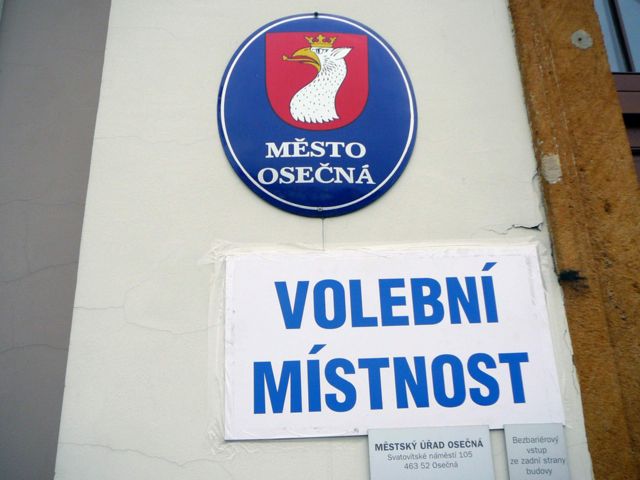 MĚSTO
OSEČNÁ
VOLEBNÍ
MÍSTNOST
MĚSTSKÝ ÚŘAD OSEČNÁ
Svatovítské náměstí 105
463 52 Osečná
Bezbariérový
vstup
ze zadní strany
budovy